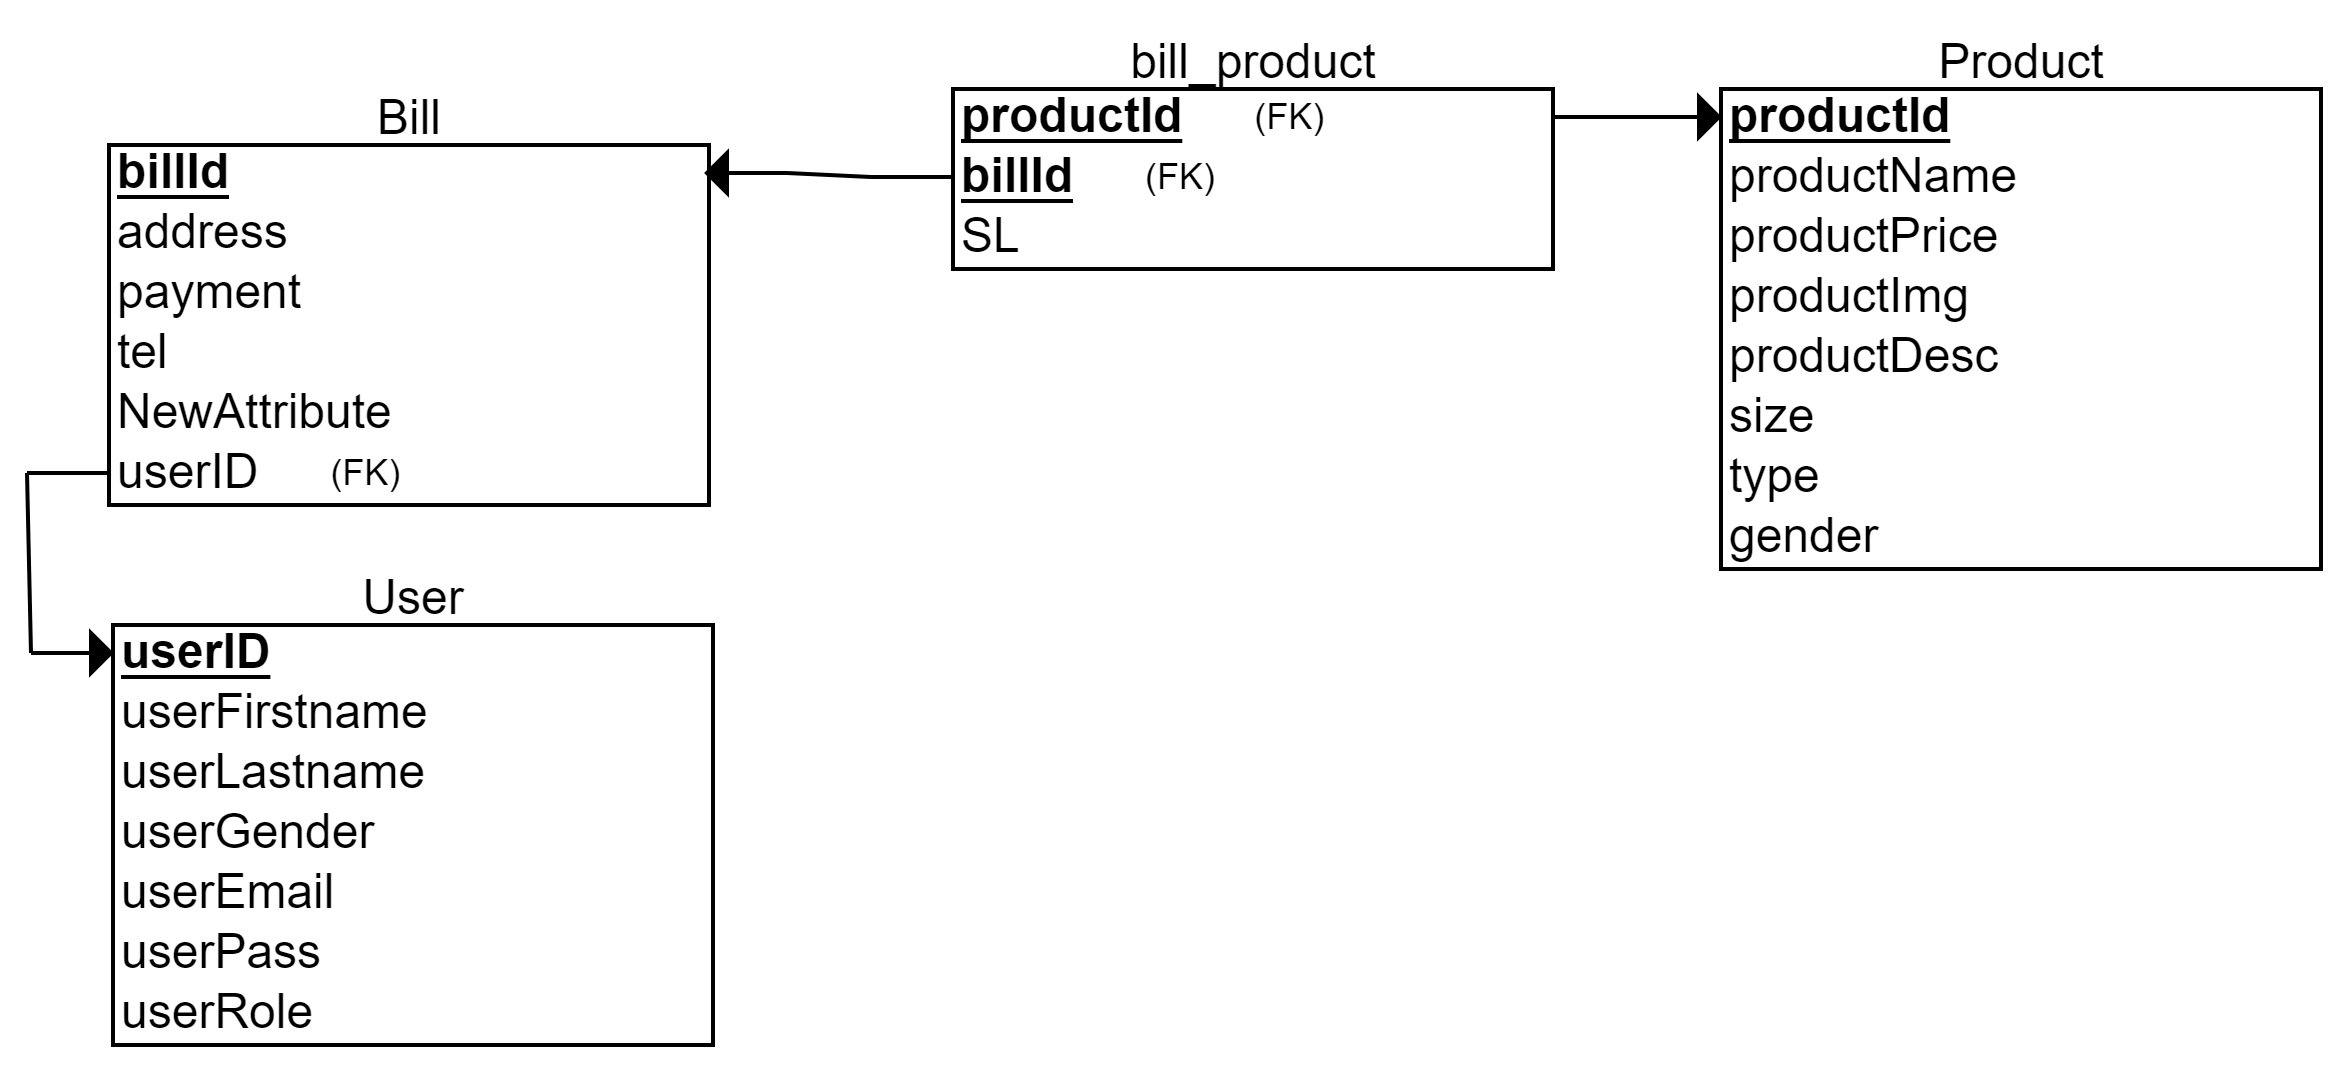 Bill
billId
address
payment
tel
NewAttribute
userID (FK)
bill_product
productId (FK)
billId (FK)
SL
Product
productId
productName
productPrice
productImg
productDesc
size
type
gender
User
userID
userFirstname
userLastname
userGender
userEmail
userPass
userRole